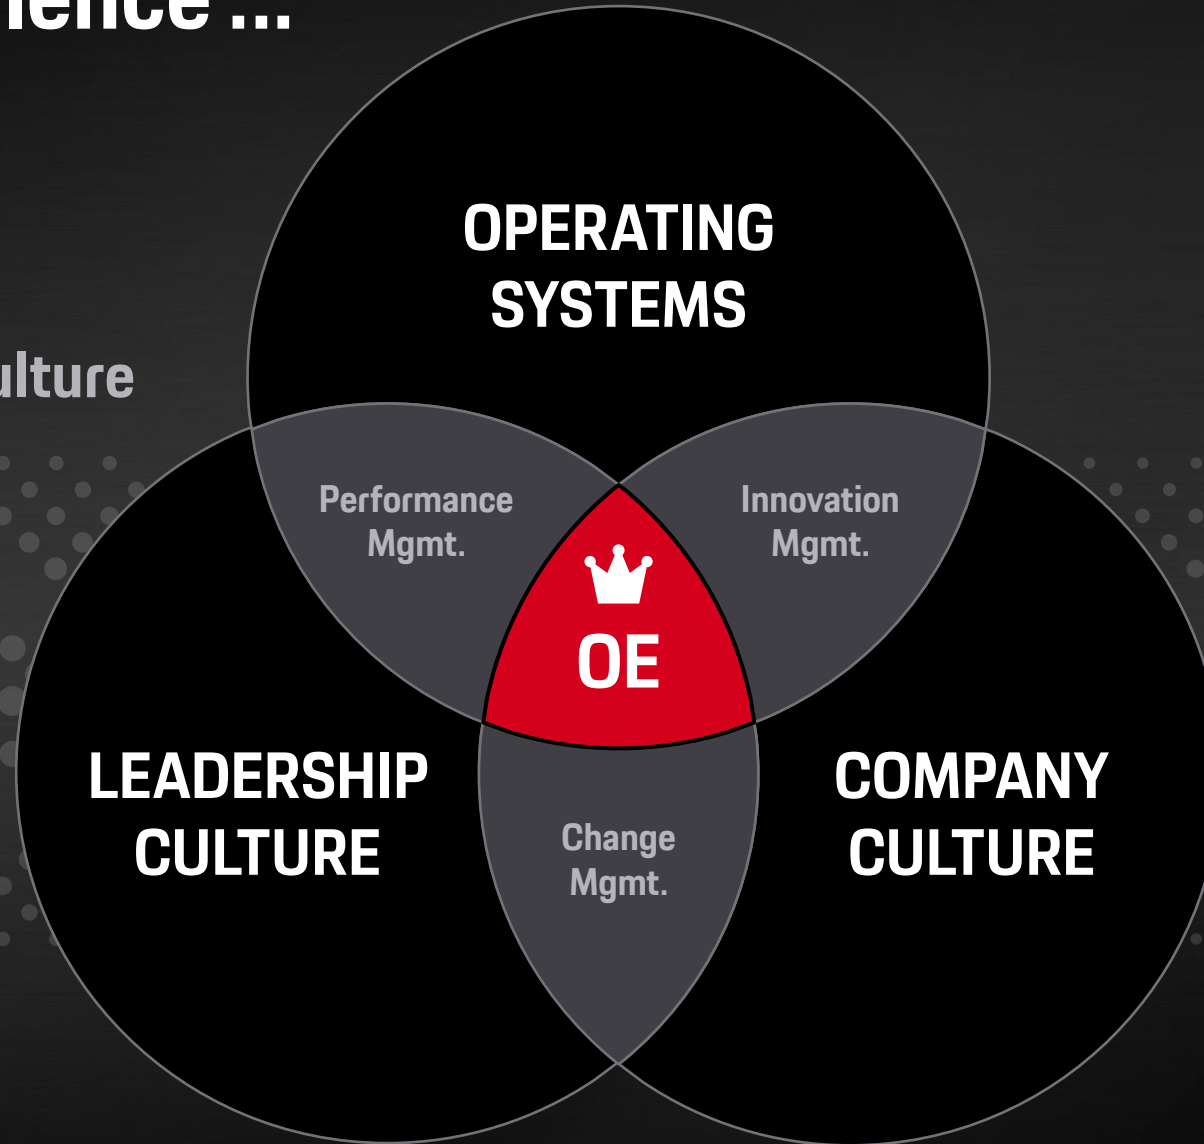 ience ...
OPERATING
SYSTEMS
ulture
Performance
Mgmt.
Innovation
Mgmt.
OE
LEADERSHIP
CULTURE
COMPANY
CULTURE
Change
Mgmt.